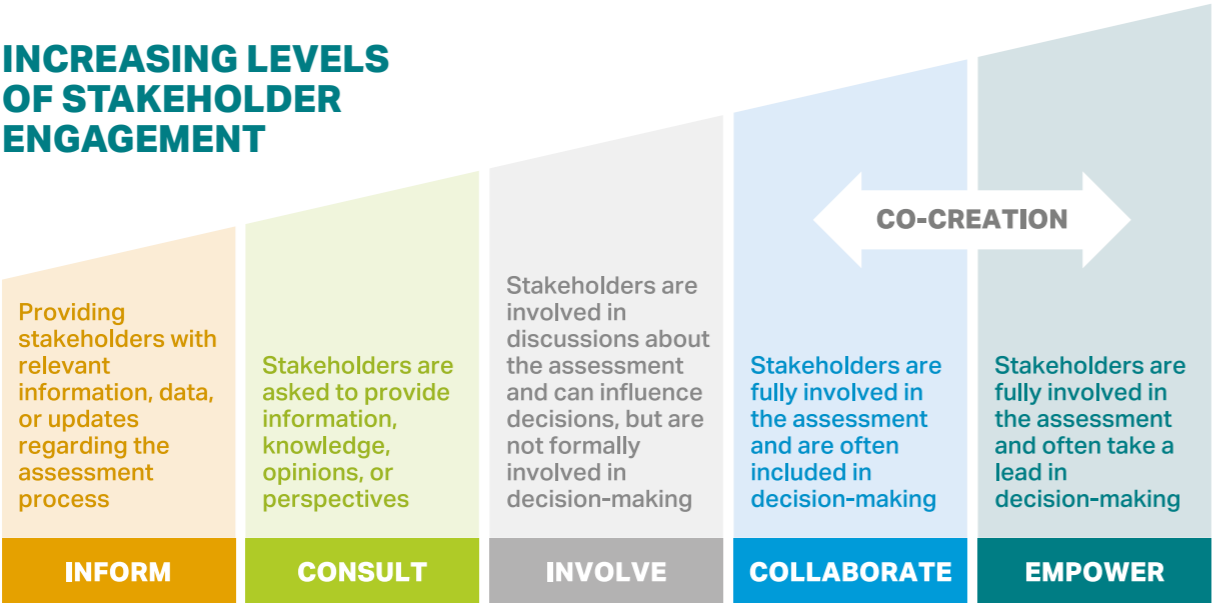 INCREASING LEVELS
OF STAKEHOLDER
ENGAGEMENT
Providing
stakeholders with
relevant
information, data,
or updates
regarding the
assessment
process
INFORM
Stakeholders are
asked to provide
information,
knowledge,
opinions, or
perspectives
CONSULT
Stakeholders are
involved in
discussions about
the assessment
and can influence
decisions, but are
not formally
involved in
decision-making
INVOLVE
CO-CREATION
Stakeholders are
fully involved in
the assessment
and are often
included in
decision-making
COLLABORATE
Stakeholders are
fully involved in
the assessment
and often take a
lead in
decision-making
EMPOWER